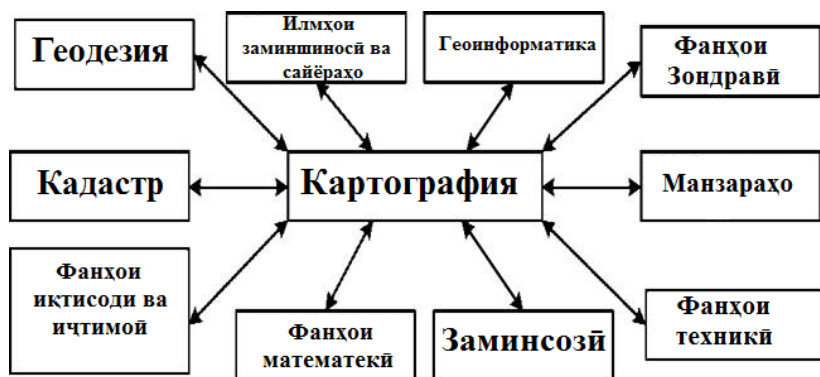 Геодезия
Илмҳои
заминшиносӣ ва
сайёраҳо
Геоинформатика
Фанҳои
Зондравӣ
Кадастр
Картография
Манзараҳо
Фанҳои
иқтисоди ва
иҷтимоӣ
Фанҳои
математекӣ
Заминсозӣ
Фанҳои
техникӣ